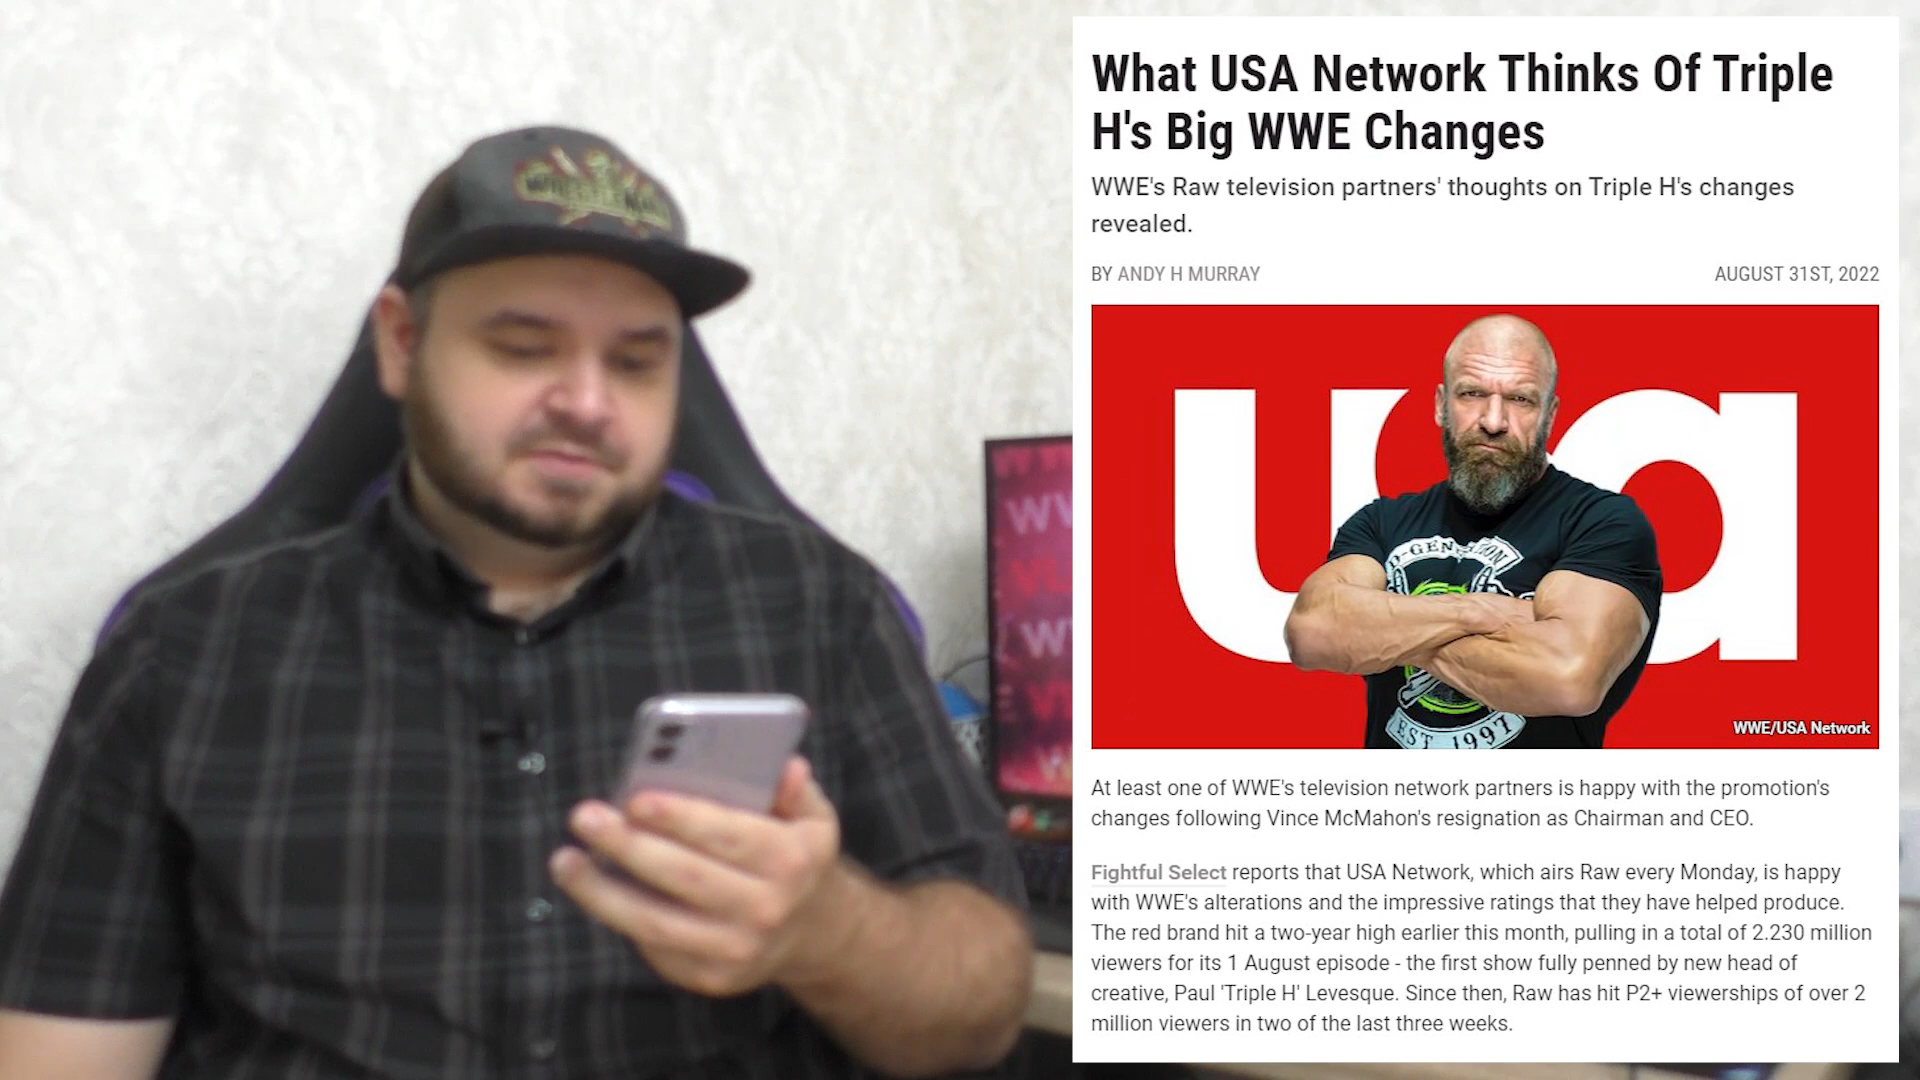 What USA Network Thinks Of Triple
H's Big WWE Changes
WWE's Raw television partners' thoughts on Triple H's changes
revealed.
BY ANDY H MURRAY
AUGUST 31ST, 2022
usa
D-GENERATION
EST 1997
WWE/USA Network
At least one of WWE's television network partners is happy with the promotion's
changes following Vince McMahon's resignation as Chairman and CEO.
Fightful Select reports that USA Network, which airs Raw every Monday, is happy
with WWE's alterations and the impressive ratings that they have helped produce.
The red brand hit a two-year high earlier this month, pulling in a total of 2.230 million
viewers for its 1 August episode - the first show fully penned by new head of
creative, Paul 'Triple H' Levesque. Since then, Raw has hit P2+ viewerships of over 2
million viewers in two of the last three weeks.